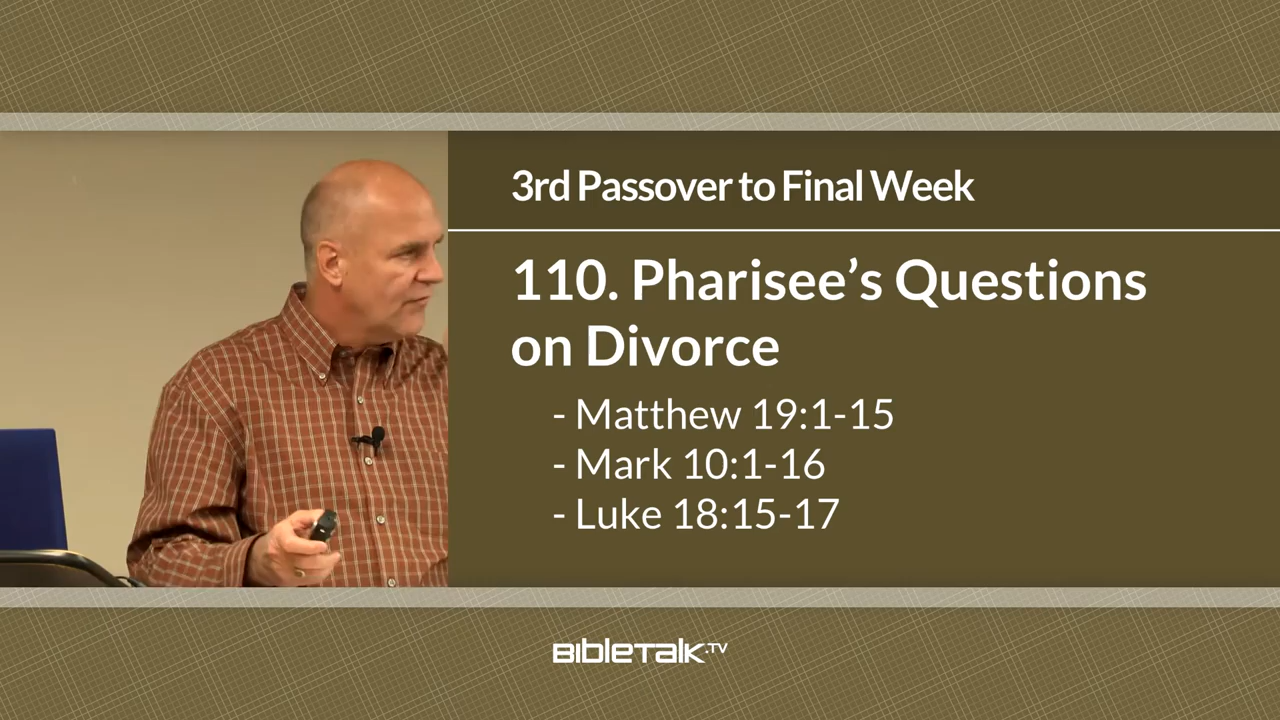 3rd Passover to Final Week
110. Pharisee’s Questions
on Divorce
- Matthew 19:1-15
- Mark 10:1-16
- Luke 18:15-17
BIBLETALK.TV